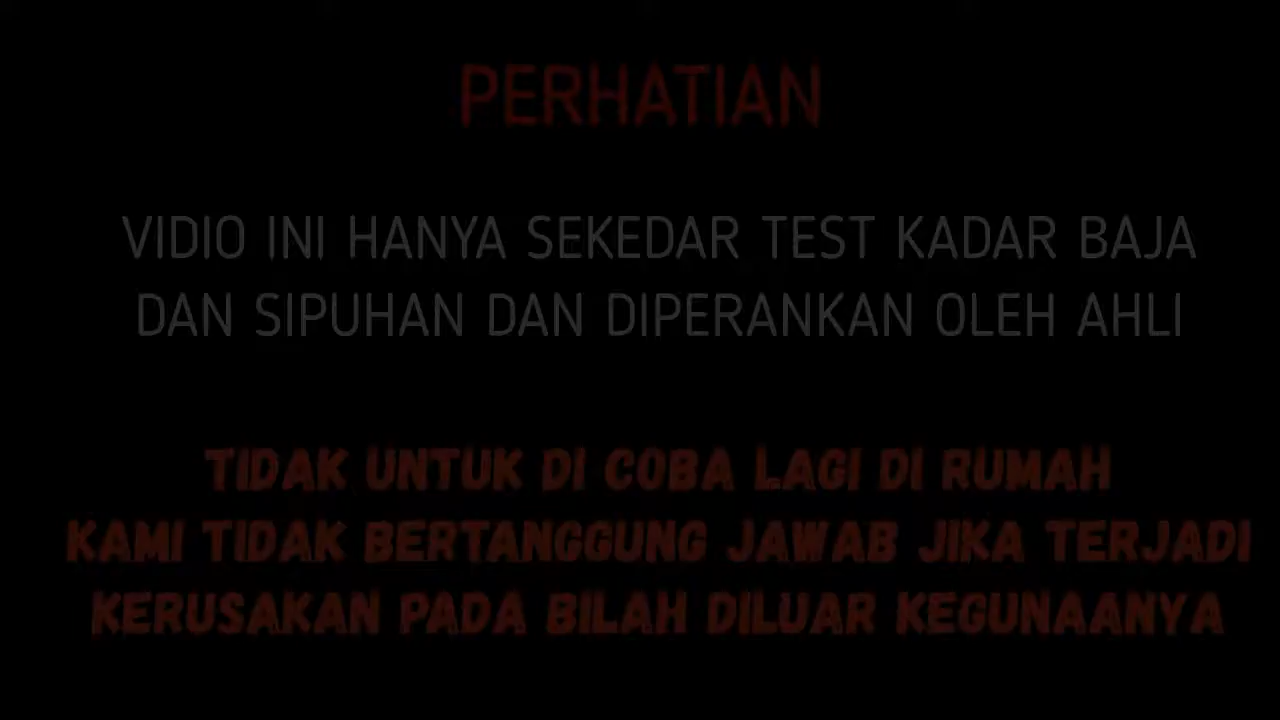 PERHATIAN
VIDIO INI HANYA SEKEDAR TEST KADAR BAJA
DAN SIPUHAN DAN DIPERANKAN OLEH AHLI
TIDAK UNTUK DI COBA LAGI DI RUMAH
KAMI TIDAK BERTANGGUNG JAWAB JIKA TERJADI
KERUSAKAN PADA BILAH DILUAR KEGUNAANYA